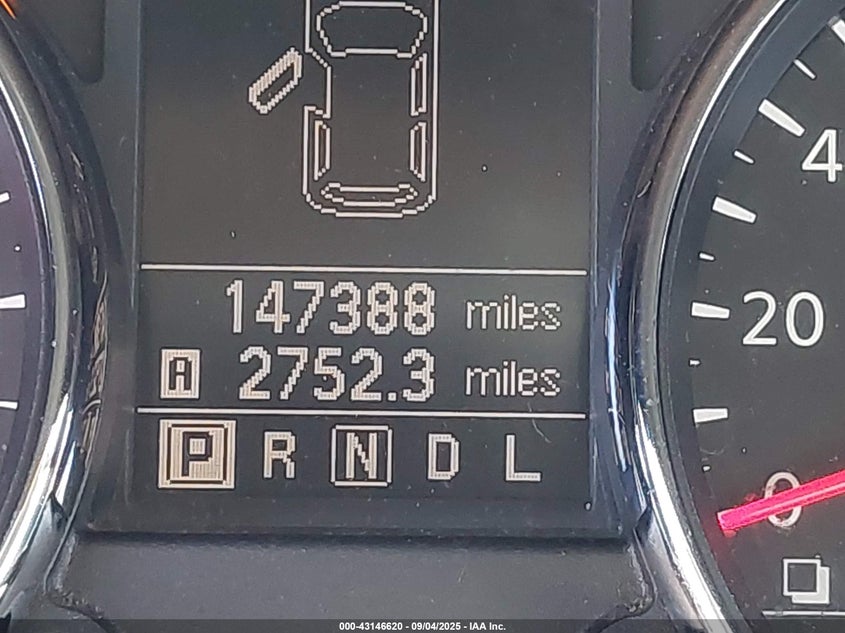 147388 miles
A 2752.3 miles
P R N D L
4
20
0
000-43146620 - 09/04/2025 - IAA Inc.